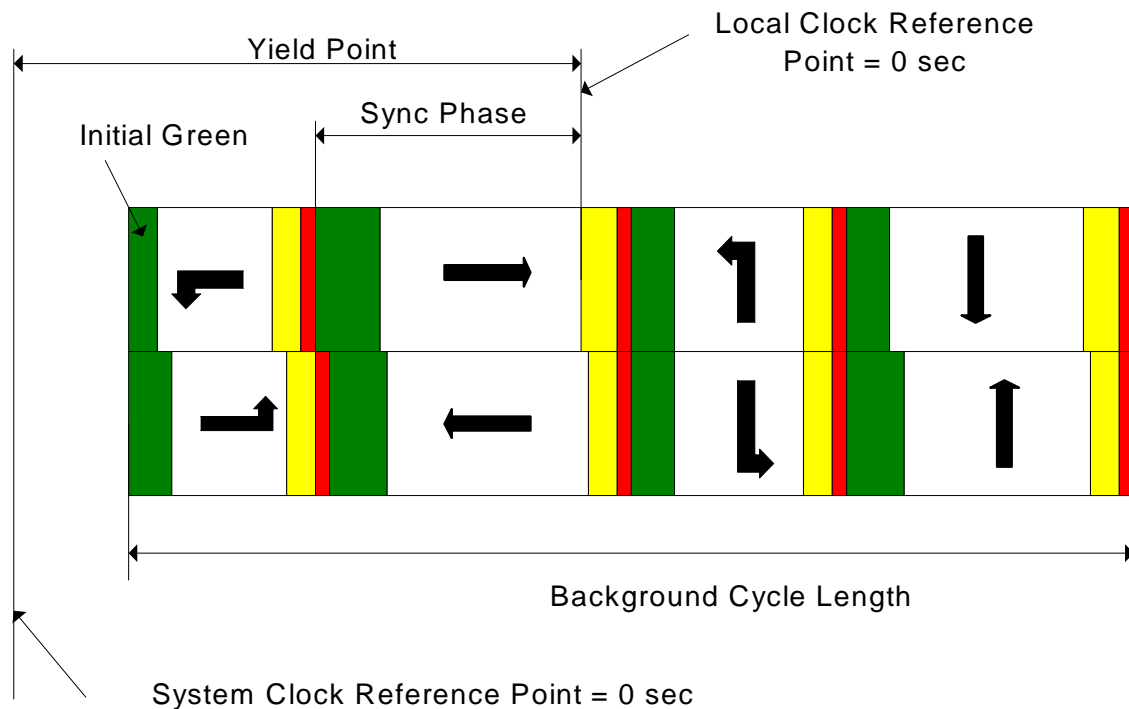 Local Clock Reference
Point = 0 sec
Yield Point
Sync Phase
Initial Green
Background Cycle Length
System Clock Reference Point = 0 sec